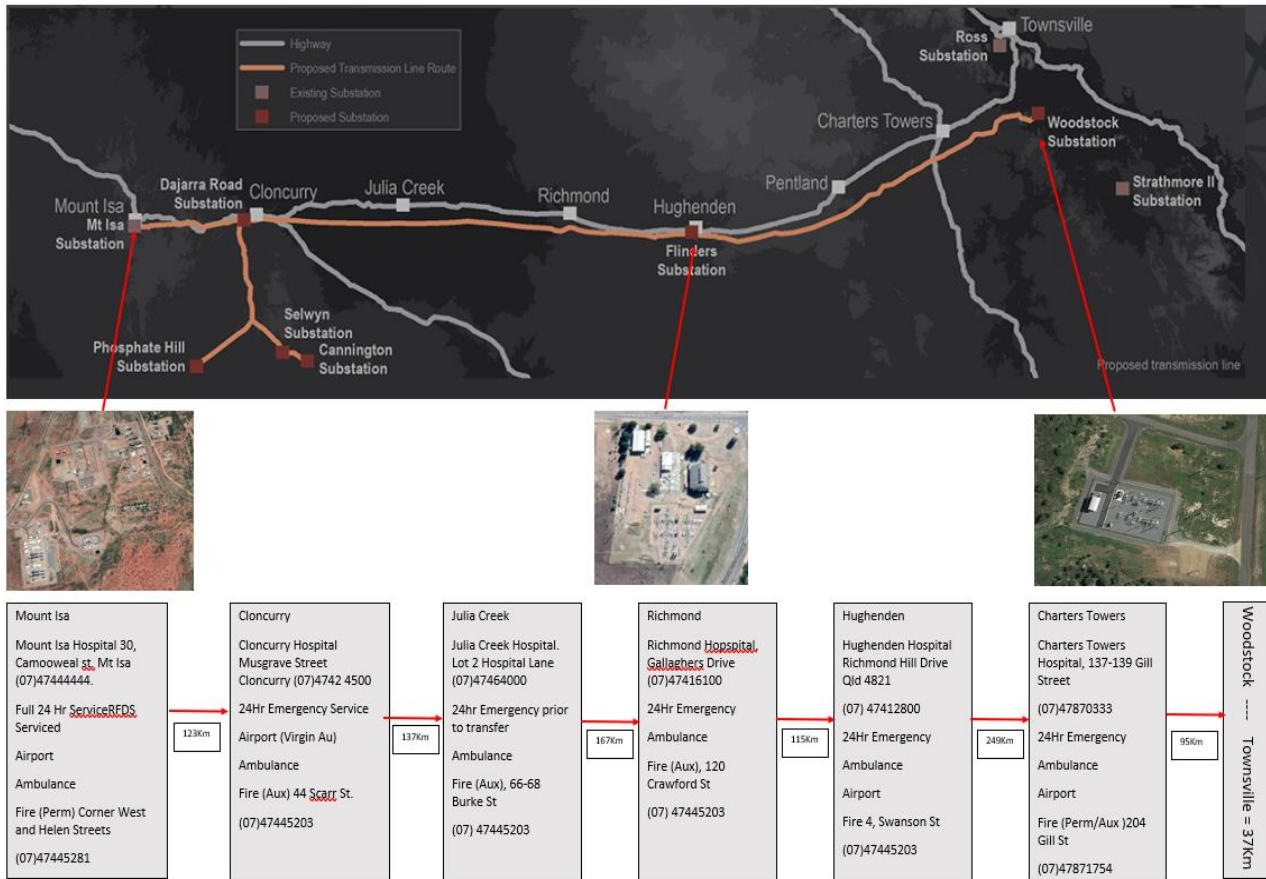 Highway
Proposed Transmission Line Route
Existing Substation
Proposed Substation
Townsville
Ross
Substation
Charters Towers
Woodstock
Substation
Strathmore II
Substation
Pentland
Hughenden
Flinders
Substation
Richmond
Julia Creek
Cloncurry
Dajarra Road
Substation
Mount Isa
Mt Isa
Substation
Selwyn
Substation
Cannington
Substation
Phosphate Hill
Substation
Proposed transmission line
Mount Isa
Mount Isa Hospital 30,
Camooweal st, Mt Isa
(07)47444444.
Full 24 Hr ServiceRFDS
Serviced
Airport
Ambulance
Fire (Perm) Corner West
and Helen Streets
(07)47445281
123Km
Cloncurry
Cloncurry Hospital
Musgrave Street
Cloncurry (07)4742 4500
24Hr Emergency Service
Airport (Virgin Au)
Ambulance
Fire (Aux) 44 Scarr St.
(07)47445203
137Km
Julia Creek
Julia Creek Hospital.
Lot 2 Hospital Lane
(07)47464000
24hr Emergency prior
to transfer
Ambulance
Fire (Aux), 66-68
Burke St
(07) 47445203
167Km
Richmond
Richmond Hopspital,
Gallaghers Drive
(07)47416100
24Hr Emergency
Ambulance
Fire (Aux), 120
Crawford St
(07) 47445203
115Km
Hughenden
Hughenden Hospital
Richmond Hill Drive
Qld 4821
(07) 47412800
24Hr Emergency
Ambulance
Airport
Fire 4, Swanson St
(07)47445203
249Km
Charters Towers
Charters Towers
Hospital, 137-139 Gill
Street
(07)47870333
24Hr Emergency
Ambulance
Airport
Fire (Perm/Aux )204
Gill St
(07)47871754
95Km
Woodstock ---- Townsville = 37Km